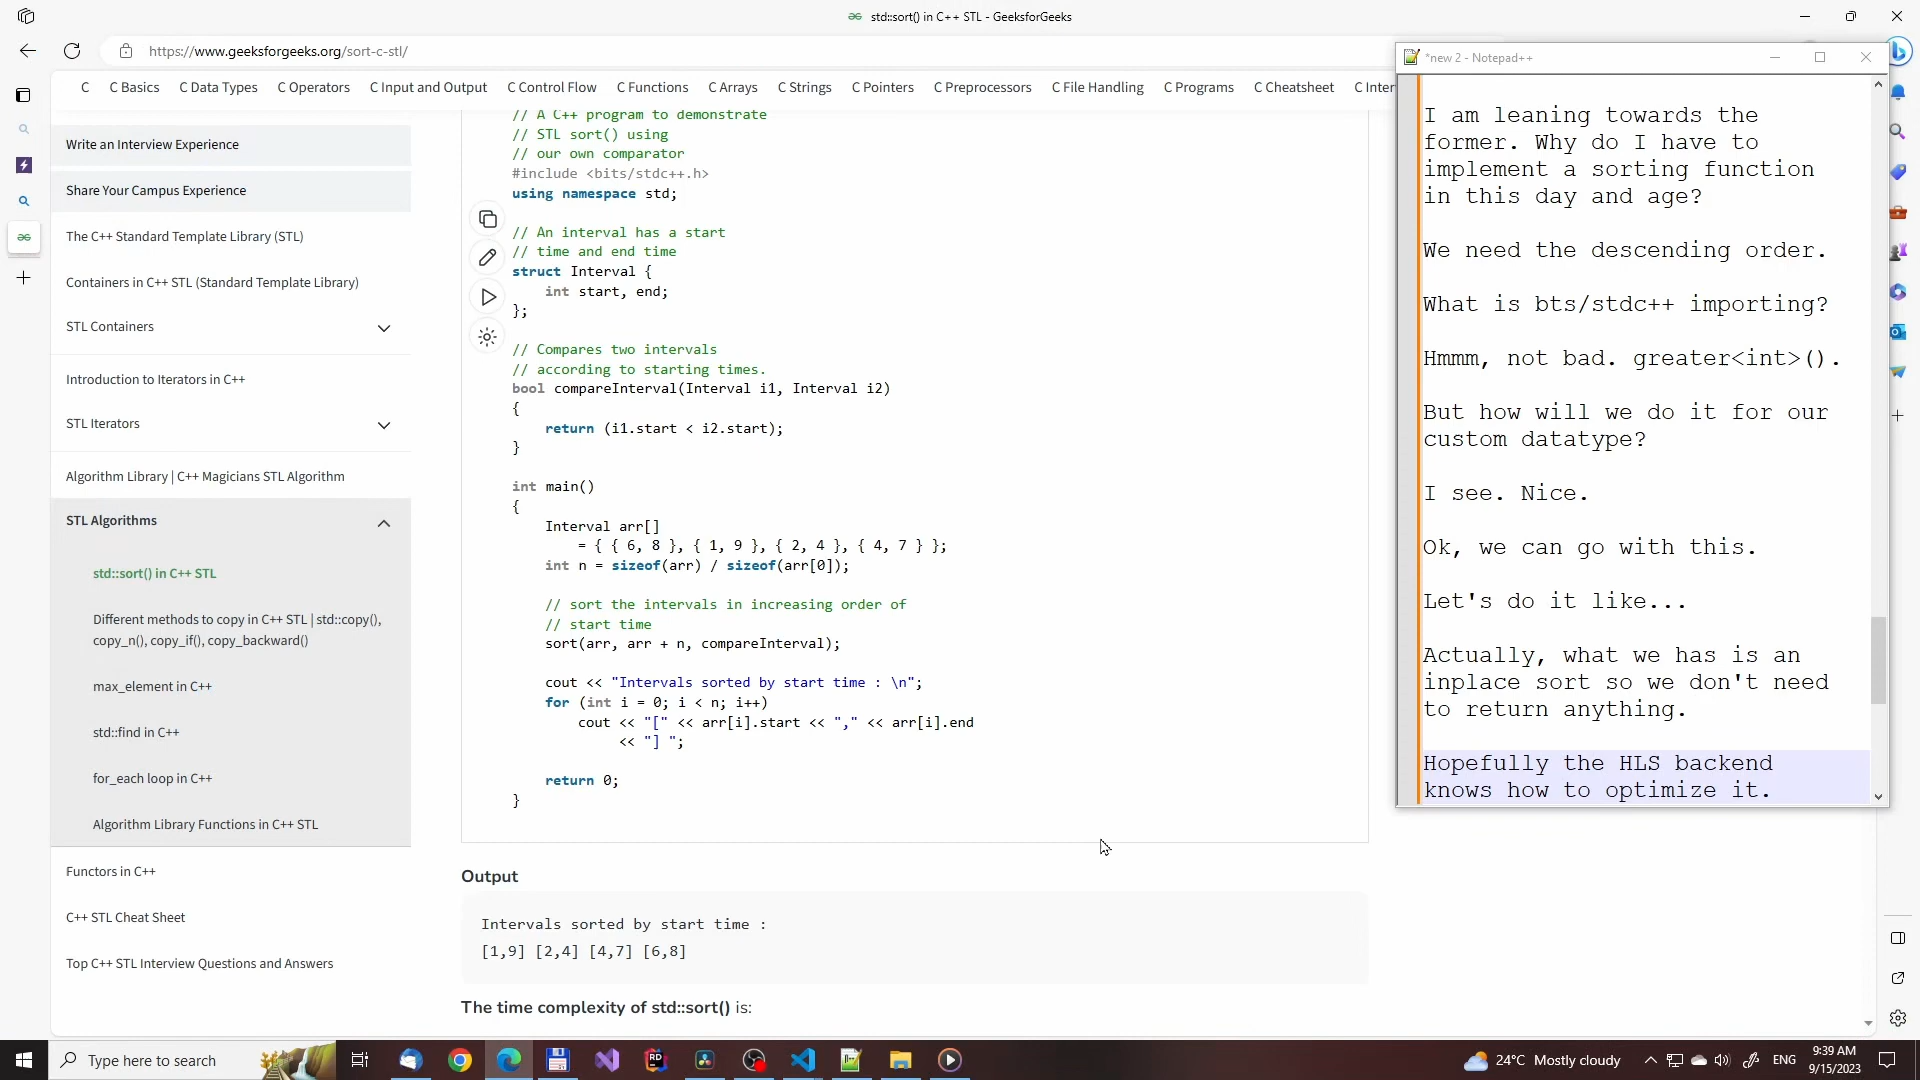 std::sort() in C++ STL - GeeksforGeeks
https://www.geeksforgeeks.org/sort-c-stl/
C C Basics C Data Types C Operators C Input and Output C Control Flow C Functions C Arrays C Strings C Pointers C Preprocessors C File Handling C Programs C Cheatsheet C Inter
Write an Interview Experience
Share Your Campus Experience
The C++ Standard Template Library (STL)
Containers in C++ STL (Standard Template Library)
STL Containers
Introduction to Iterators in C++
STL Iterators
Algorithm Library | C++ Magicians STL Algorithm
STL Algorithms
std::sort() in C++ STL
Different methods to copy in C++ STL | std::copy(),
copy_n(), copy_if(), copy_backward()
max_element in C++
std::find in C++
for_each loop in C++
Algorithm Library Functions in C++ STL
Functors in C++
C++ STL Cheat Sheet
Top C++ STL Interview Questions and Answers
// A C++ program to demonstrate
// STL sort() using
// our own comparator
#include <bits/stdc++.h>
using namespace std;
// An interval has a start
// time and end time
struct Interval {
int start, end;
};
// Compares two intervals
// according to starting times.
bool compareInterval(Interval i1, Interval i2)
{
return (i1.start < i2.start);
}
int main()
{
Interval arr[]
= { { 6, 8 }, { 1, 9 }, { 2, 4 }, { 4, 7 } };
int n = sizeof(arr) / sizeof(arr[0]);
// sort the intervals in increasing order of
// start time
sort(arr, arr + n, compareInterval);
cout << "Intervals sorted by start time : \n";
for (int i = 0; i < n; i++)
cout << "[" << arr[i].start << "," << arr[i].end
<< "] ";
return 0;
}
Output
Intervals sorted by start time :
[1,9] [2,4] [4,7] [6,8]
The time complexity of std::sort() is:
*new 2 - Notepad++
I am leaning towards the
former. Why do I have to
implement a sorting function
in this day and age?
We need the descending order.
What is bts/stdc++ importing?
Hmmm, not bad. greater<int>().
But how will we do it for our
custom datatype?
I see. Nice.
Ok, we can go with this.
Let's do it like...
Actually, what we has is an
inplace sort so we don't need
to return anything.
Hopefully the HLS backend
knows how to optimize it.
Type here to search
24°C Mostly cloudy
ENG
9:39 AM
9/15/2023